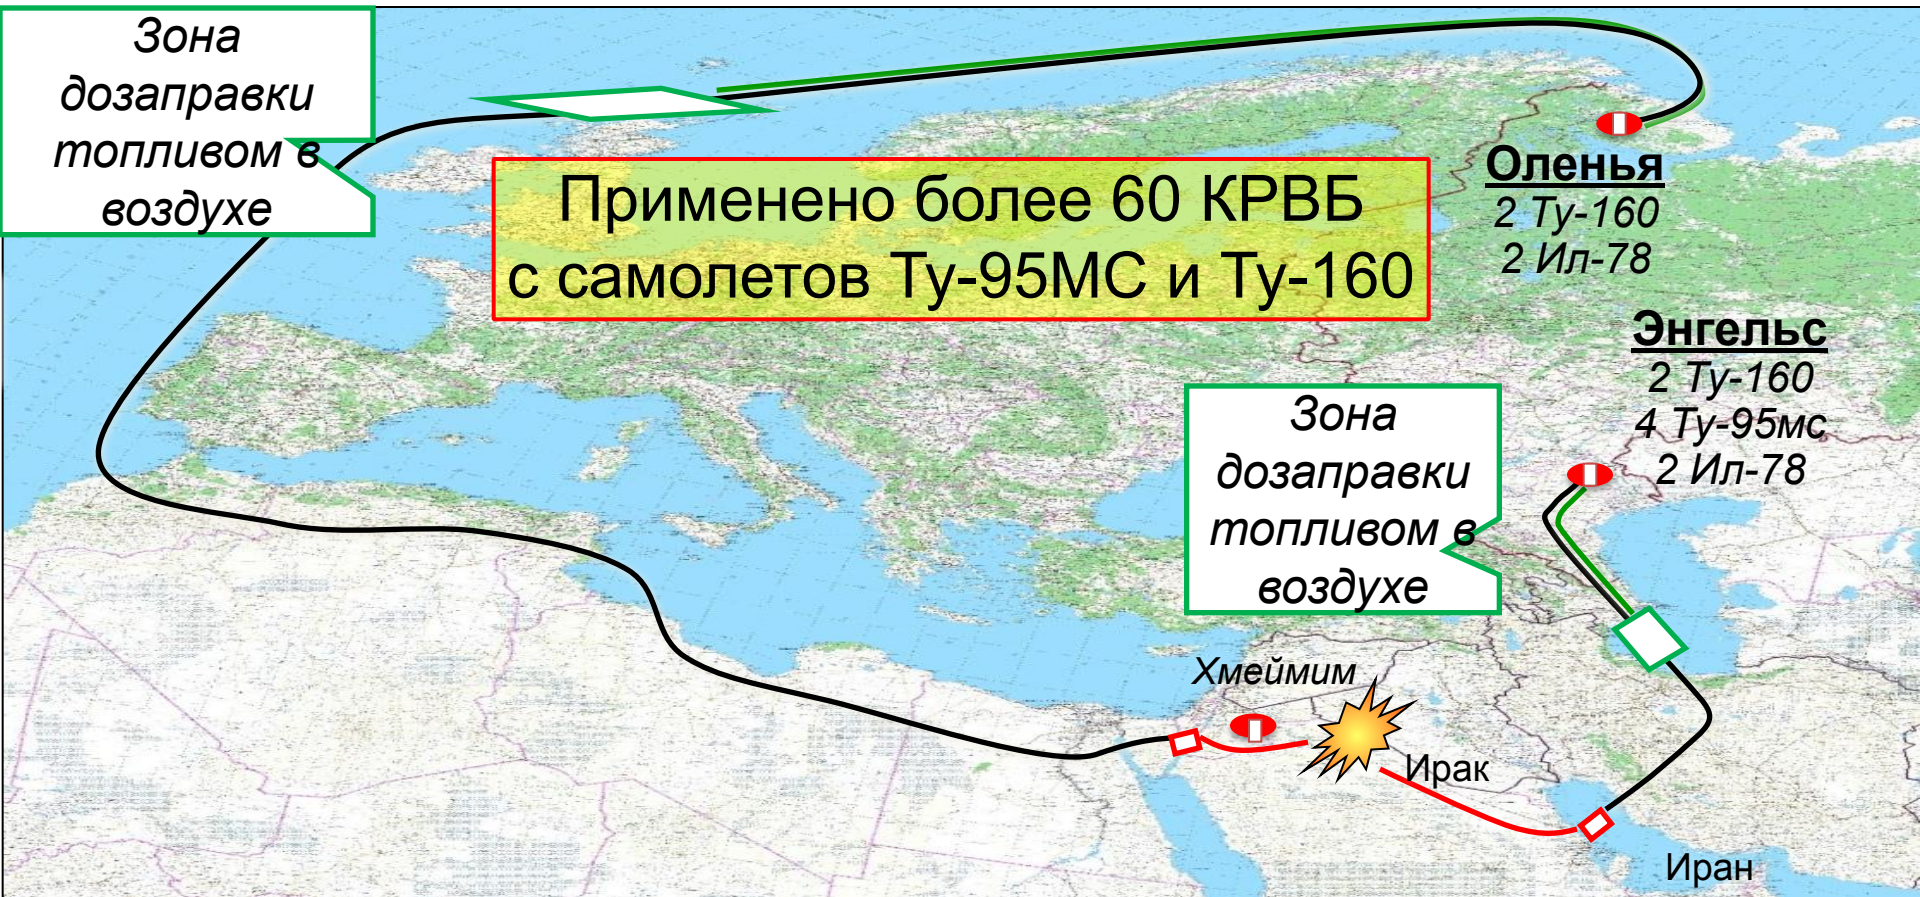 Зона
дозаправки
топливом в
воздухе
Применено более 60 КРВБ
с самолетов Ту-95МС и Ту-160
Оленья
2 Ту-160
2 Ил-78
Энгельс
2 Ту-160
4 Ту-95мс
2 Ил-78
Зона
дозаправки
топливом в
воздухе
Хмеймим
Ирак
Иран